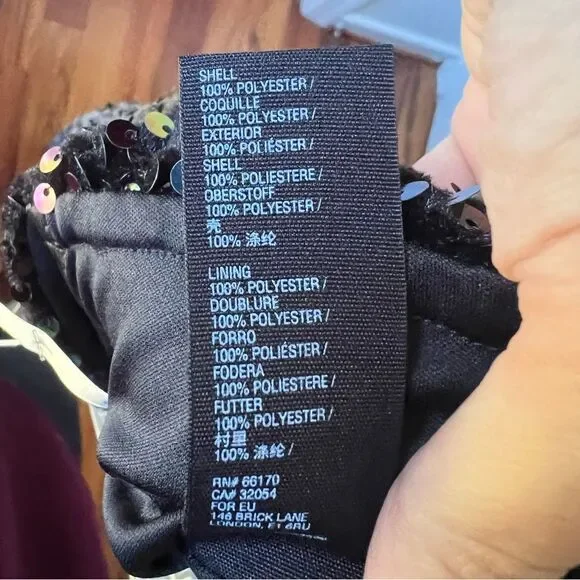 SHELL
100% POLYESTER /
COQUILLE
100% POLYESTER /
EXTERIOR
100% POLIÉSTER /
SHELL
100% POLIESTERE /
OBERSTOFF
100% POLYESTER /
壳
100% 涤纶
LINING
100% POLYESTER /
DOUBLURE
100% POLYESTER /
FORRO
100% POLIÉSTER /
FODERA
100% POLIESTERE /
FUTTER
100% POLYESTER /
村里
100% 涤纶 /
RN# 66170
CA# 32054
FOR EU
146 BRICK LANE
LONDON, E1 6RU